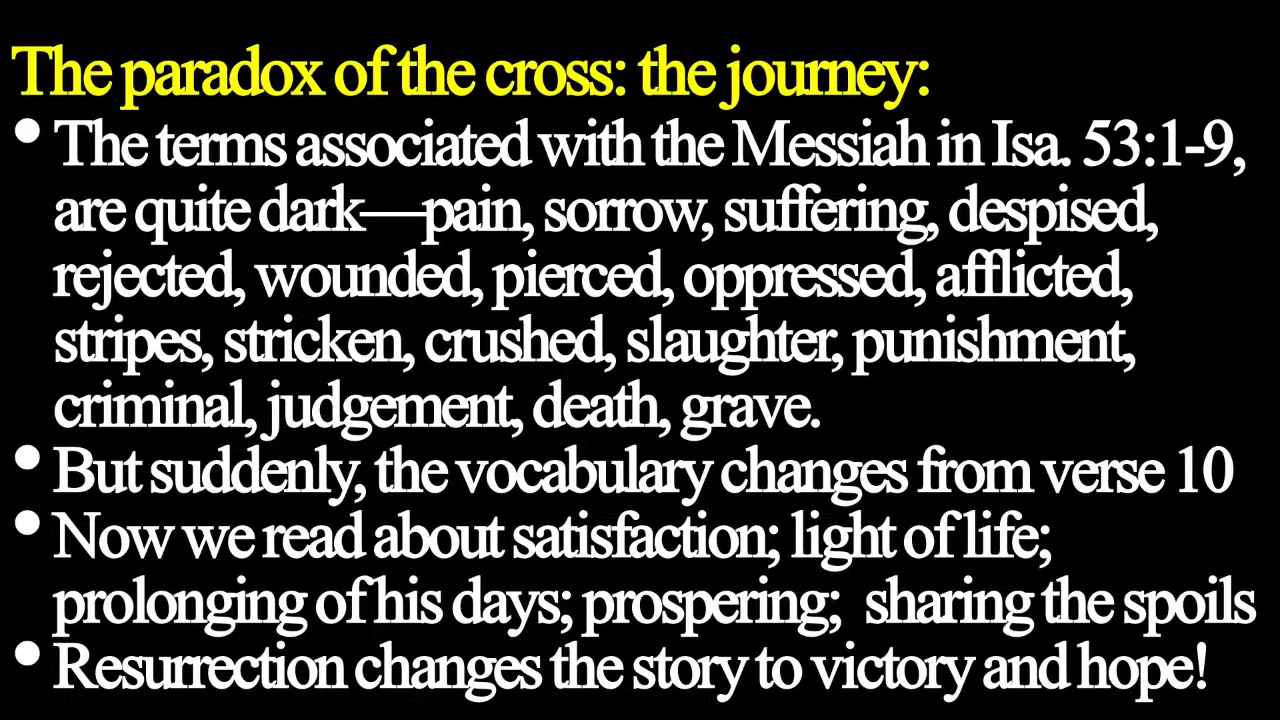 The paradox of the cross: the journey:
• The terms associated with the Messiah in Isa. 53:1-9,
are quite dark—pain, sorrow, suffering, despised,
rejected, wounded, pierced, oppressed, afflicted,
stripes, stricken, crushed, slaughter, punishment,
criminal, judgement, death, grave.
• But suddenly, the vocabulary changes from verse 10
• Now we read about satisfaction; light of life;
prolonging of his days; prospering; sharing the spoils
• Resurrection changes the story to victory and hope!